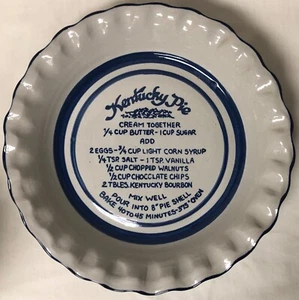 Kentucky Pie
CREAM TOGETHER
1/4 CUP BUTTER - 1 CUP SUGAR
ADD
2 EGGS - 3/4 CUP LIGHT CORN SYRUP
1/4 TSP. SALT - 1 TSP. VANILLA
1/2 CUP CHOPPED WALNUTS
1/2 CUP CHOCOLATE CHIPS
2 TBLES. KENTUCKY BOURBON
MIX WELL
POUR INTO 8" PIE SHELL
BAKE 40 TO 45 MINUTES - 375° OVEN